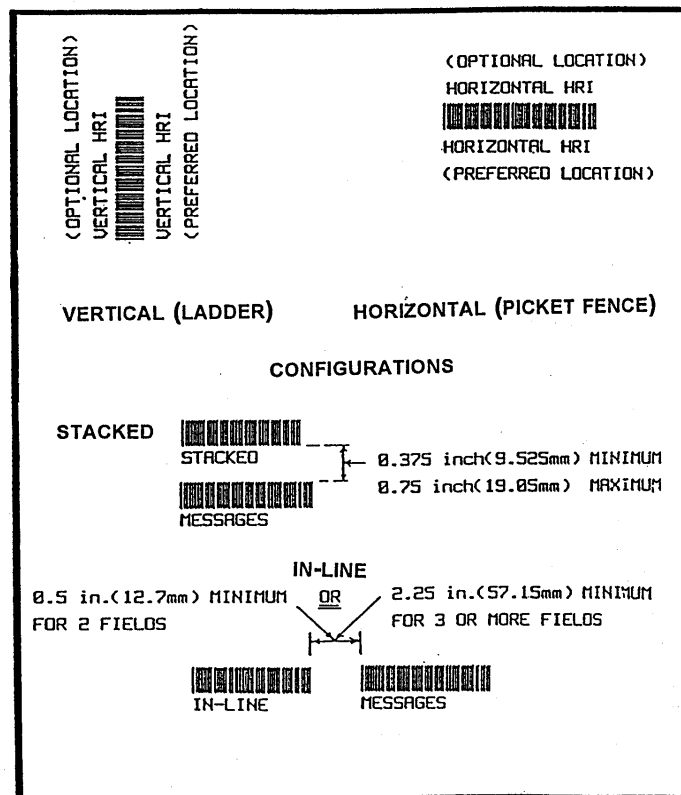 (OPTIONAL LOCATION)
VERTICAL HRI
VERTICAL HRI
(PREFERRED LOCATION)
(OPTIONAL LOCATION)
HORIZONTAL HRI
HORIZONTAL HRI
(PREFERRED LOCATION)
VERTICAL (LADDER)
HORIZONTAL (PICKET FENCE)
CONFIGURATIONS
STACKED
STACKED
0.375 inch(9.525mm) MINIMUM
0.75 inch(19.05mm) MAXIMUM
MESSAGES
IN-LINE
OR
0.5 in.(12.7mm) MINIMUM
FOR 2 FIELDS
2.25 in.(57.15mm) MINIMUM
FOR 3 OR MORE FIELDS
IN-LINE
MESSAGES